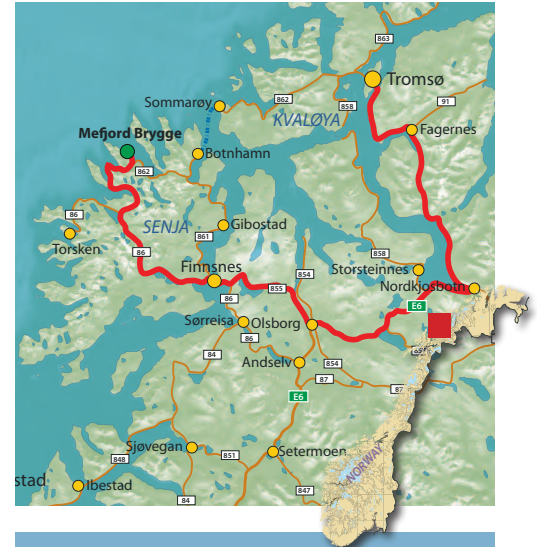 863
Tromsø
862
91
858
Sommarøy
KVALØYA
Fagernes
Mefjord Brygge
Botnhamn
862
86
SENJA
861
Gibostad
Torsken
86
858
854
Finnsnes
Storsteinnes
855
Nordkjosbotn
86
E6
Sørreisa
Olsborg
86
84
Andselv
854
87
87
E6
Sjøvegan
851
Setermoen
848
NORWAY
stad
Ibestad
847
84